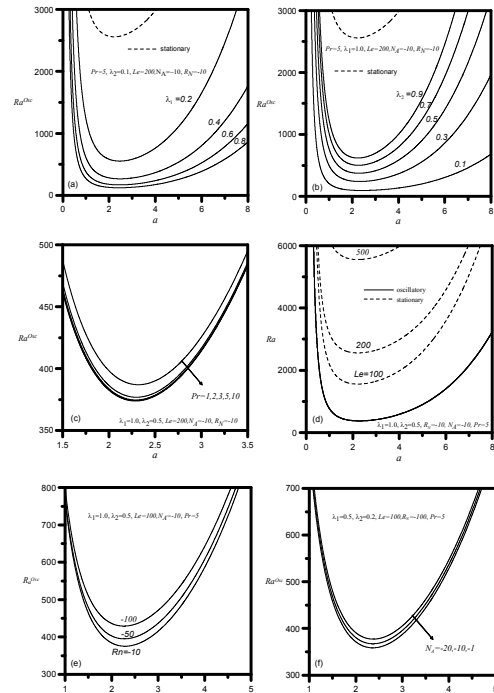 3000
2000
Ra^Osc
1000
0
0 2 4 6 8
a
stationary
Pr=5, λ2=0.1, Le=200,NA=-10, RN=-10
λ1 =0.2
0.4
0.6
0.8
(a)
3000
2000
Ra^Osc
1000
0
0 2 4 6 8
a
Pr=5, λ1=1.0, Le=200,NA=-10, RN=-10
stationary
λ2=0.9
0.7
0.5
0.3
0.1
(b)
500
450
Ra^Osc
400
350
1.5 2 2.5 3 3.5
a
Pr=1,2,3,5,10
(c)
λ1=1.0, λ2=0.5, Le=200,NA=-10, RN=-10
6000
4000
Ra
2000
0
0 2 4 6 8
a
500
oscillatory
stationary
200
Le=100
(d)
λ1=1.0, λ2=0.5, Rn=-10, NA=-10, Pr=5
800
700
600
Ra^Osc
500
400
300
1 2 3 4 5
λ1=1.0, λ2=0.5, Le=100,NA=-10, Pr=5
-100
-50
Rn=-10
(e)
700
600
500
Ra^Osc
400
300
1 2 3 4 5
λ1=0.5, λ2=0.2, Le=100,Rn=-100, Pr=5
NA=-20,-10,-1
(f)